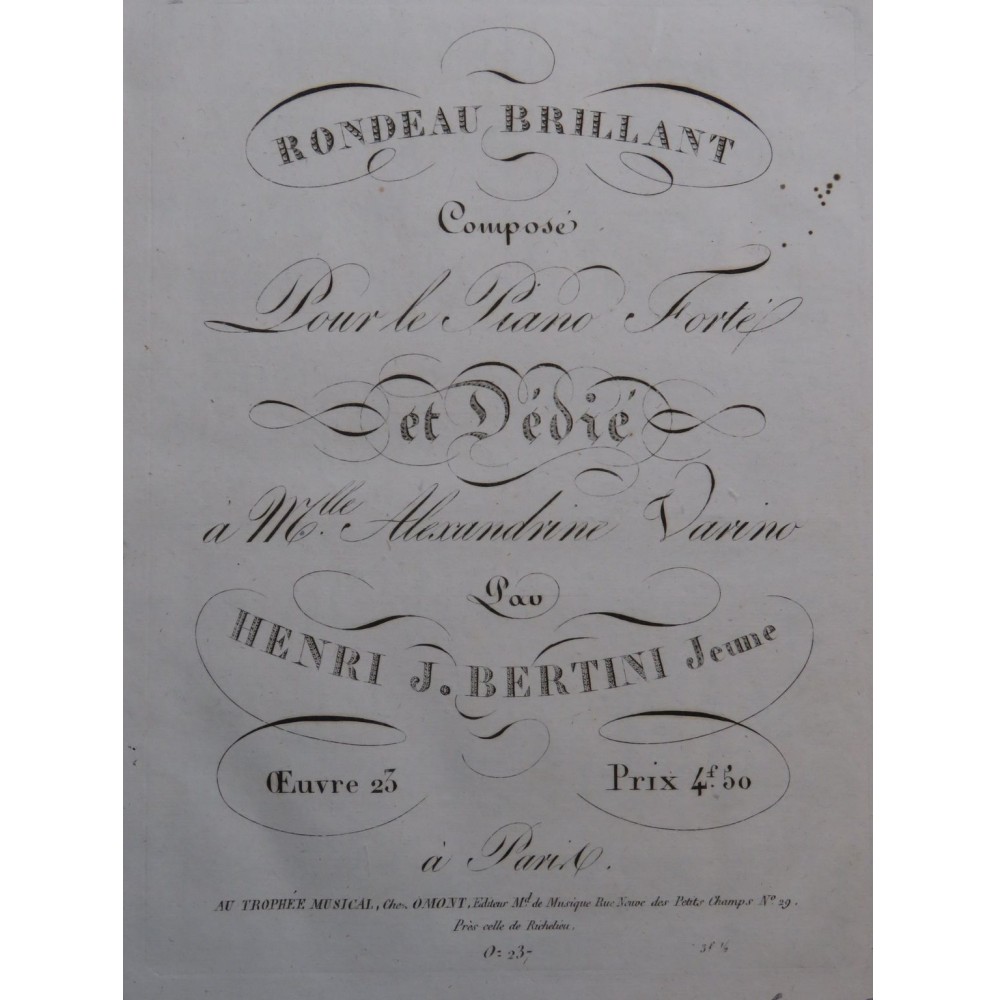 RONDEAU BRILLANT
Composé
Pour le Piano Forté
et Dédié
à Mlle. Alexandrine Varino
Par
HENRI J. BERTINI Jeune
Œuvre 23
Prix 4f. 50
à Paris.
AU TROPHÉE MUSICAL, Chez OMONT, Editeur Md. de Musique Rue Neuve des Petits Champs No. 29.
Près celle de Richelieu.
O= 23=